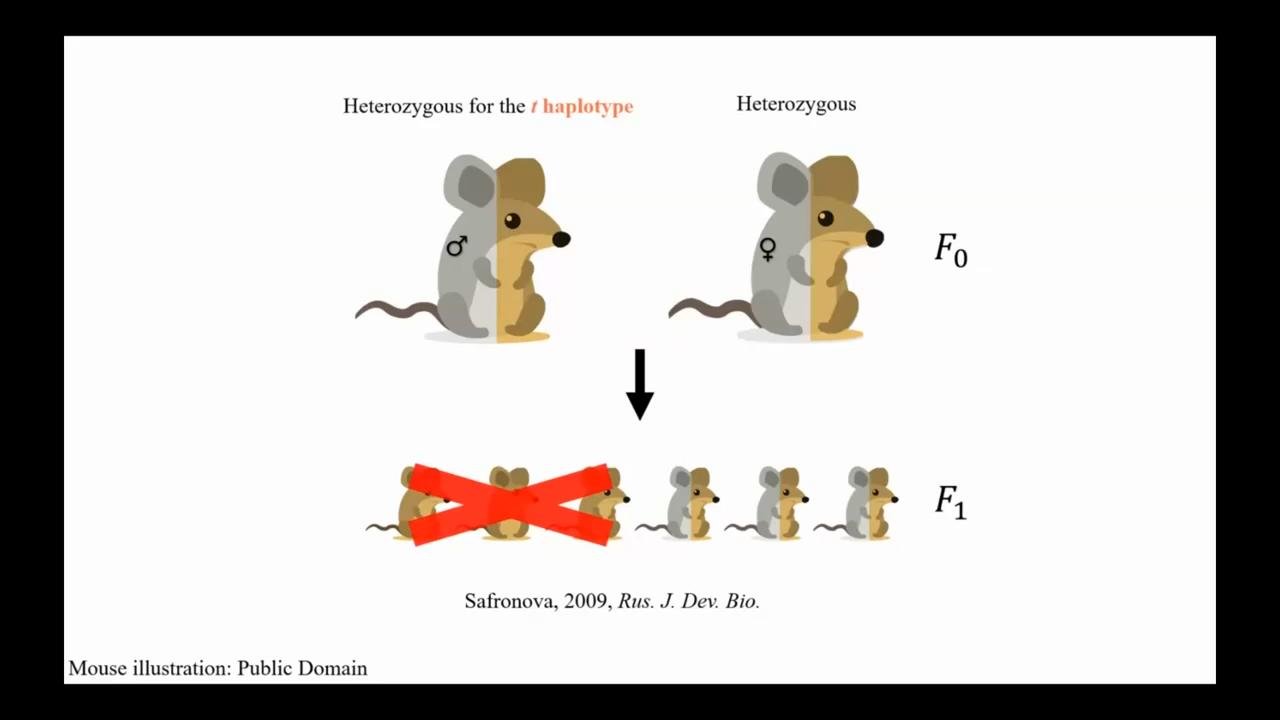 Heterozygous for the t haplotype
Heterozygous
♂
♀
F₀
F₁
Safronova, 2009, Rus. J. Dev. Bio.
Mouse illustration: Public Domain